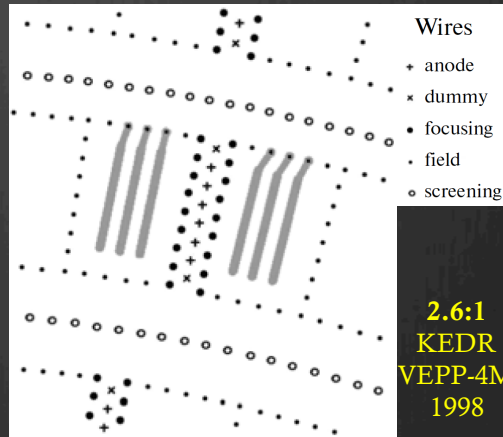 Wires
anode
dummy
focusing
field
screening
2.6:1
KEDR
VEPP-4M
1998